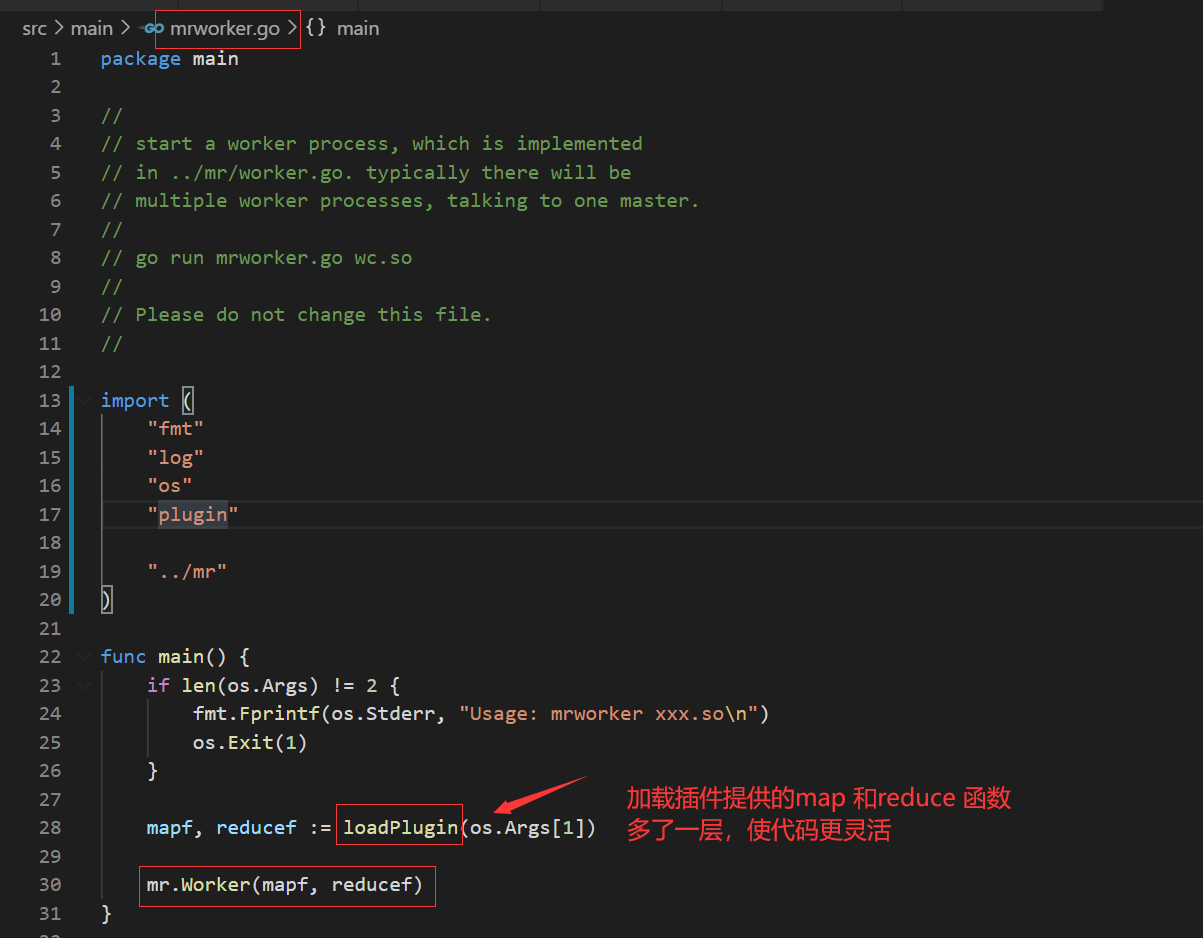 src > main > GO mrworker.go > {} main
1 package main
2
3 //
4 // start a worker process, which is implemented
5 // in ../mr/worker.go. typically there will be
6 // multiple worker processes, talking to one master.
7 //
8 // go run mrworker.go wc.so
9 //
10 // Please do not change this file.
11 //
12
13 import (
14 "fmt"
15 "log"
16 "os"
17 "plugin"
18
19 "../mr"
20 )
21
22 func main() {
23 if len(os.Args) != 2 {
24 fmt.Fprintf(os.Stderr, "Usage: mrworker xxx.so\n")
25 os.Exit(1)
26 }
27
28 mapf, reducef := loadPlugin(os.Args[1])
加载插件提供的map 和reduce 函数
多了一层，使代码更灵活
29
30 mr.Worker(mapf, reducef)
31 }